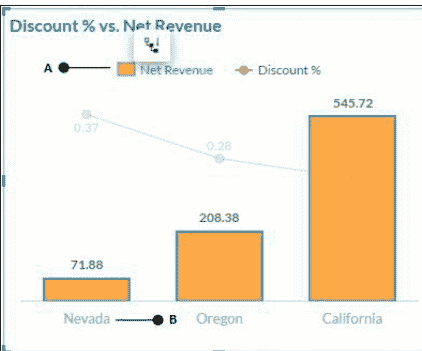 Discount % vs. Net Revenue
A Net Revenue Discount %
545.72
0.37
0.28
208.38
71.88
Nevada B Oregon California